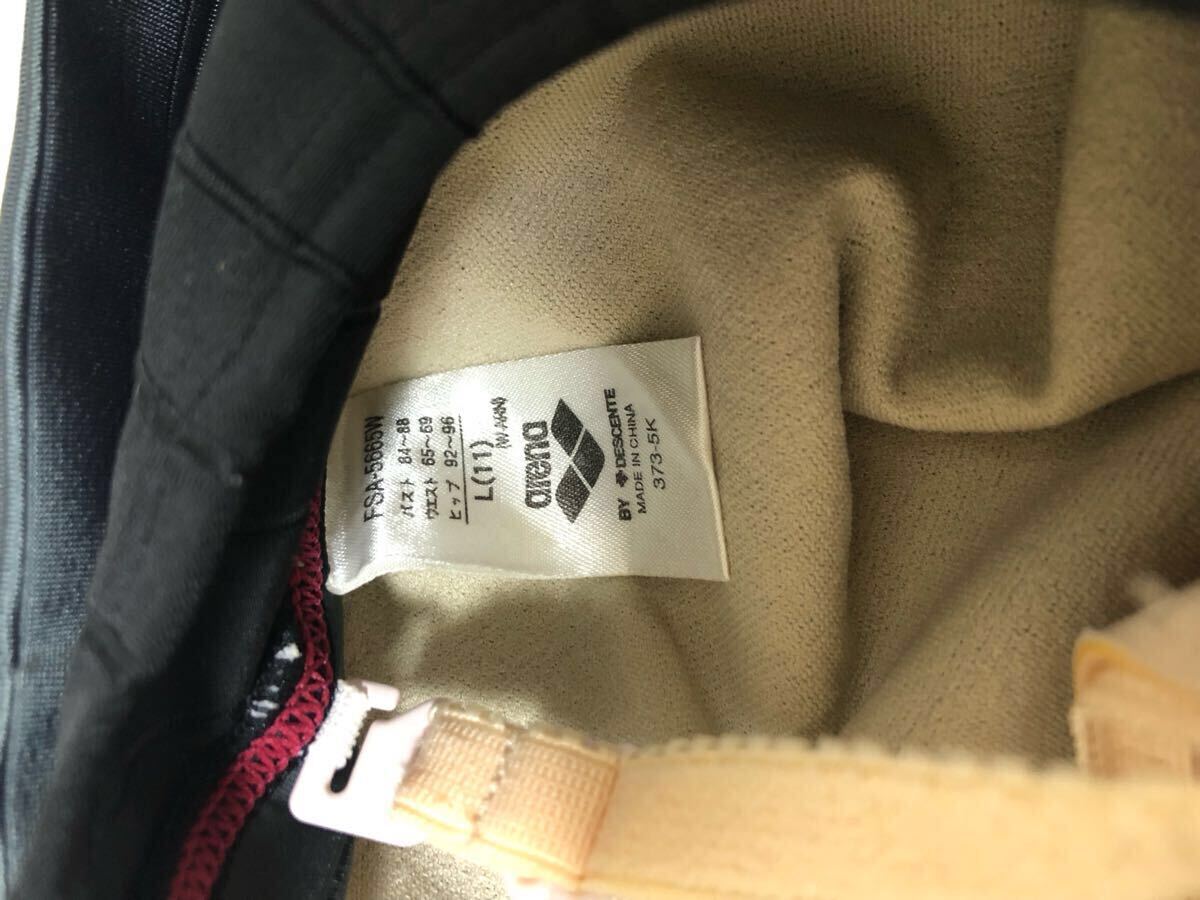 FSA-5665W
バスト 84～88
ウエスト 65～69
ヒップ 92～96
L(11)
(W ARN)
arena
BY DESCENTE
MADE IN CHINA
373-5K